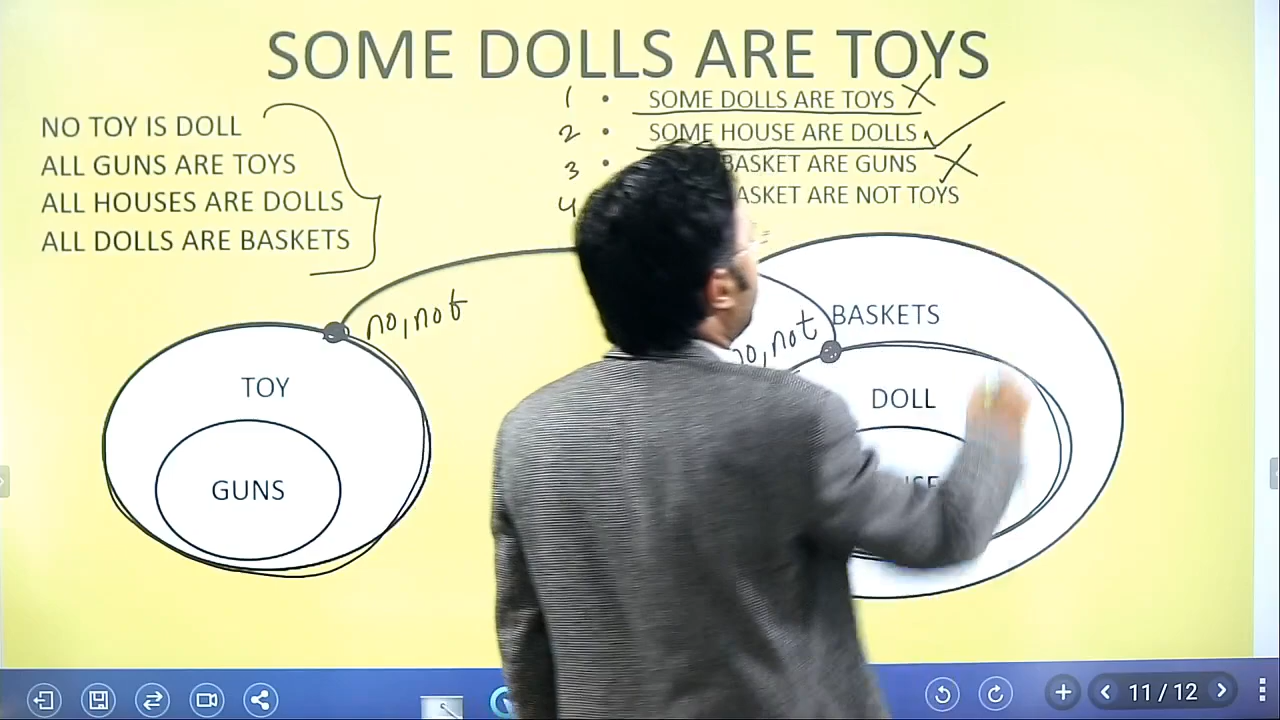 SOME DOLLS ARE TOYS
NO TOY IS DOLL
ALL GUNS ARE TOYS
ALL HOUSES ARE DOLLS
ALL DOLLS ARE BASKETS
1 • SOME DOLLS ARE TOYS
2 • SOME HOUSE ARE DOLLS
3 • BASKET ARE GUNS
4 ARE NOT TOYS
no, not
BASKETS
no, not
TOY
DOLL
GUNS
11 / 12